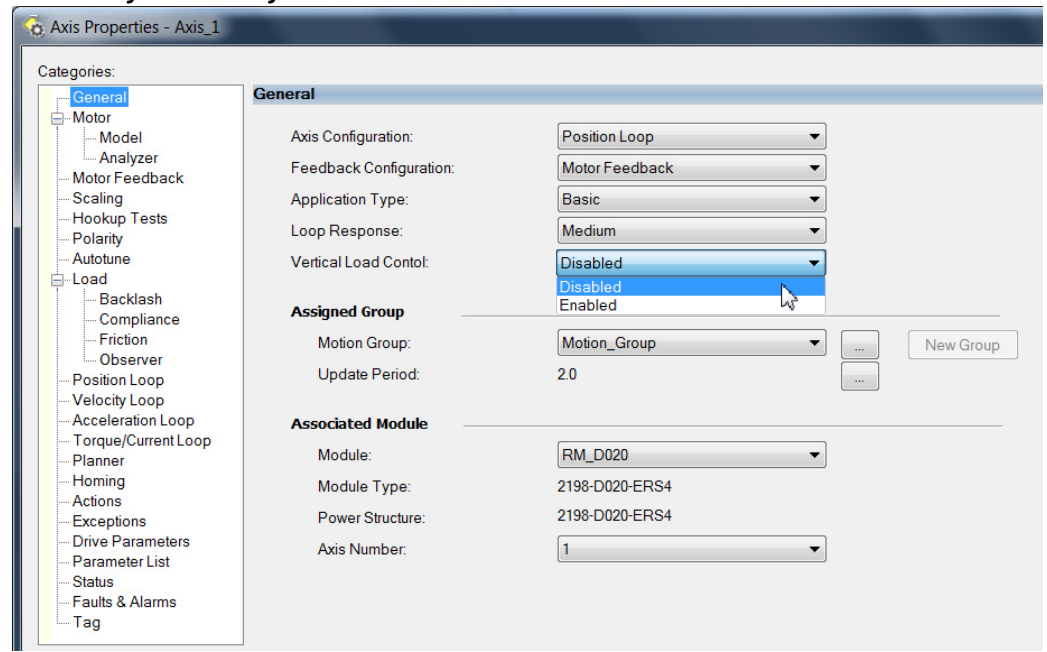 Axis Properties - Axis_1
Categories:
General
Motor
Model
Analyzer
Motor Feedback
Scaling
Hookup Tests
Polarity
Autotune
Load
Backlash
Compliance
Friction
Observer
Position Loop
Velocity Loop
Acceleration Loop
Torque/Current Loop
Planner
Homing
Actions
Exceptions
Drive Parameters
Parameter List
Status
Faults & Alarms
Tag
General
Axis Configuration: Position Loop
Feedback Configuration: Motor Feedback
Application Type: Basic
Loop Response: Medium
Vertical Load Contol: Disabled
Disabled
Enabled
Assigned Group
Motion Group: Motion_Group ... New Group
Update Period: 2.0 ...
Associated Module
Module: RM_D020
Module Type: 2198-D020-ERS4
Power Structure: 2198-D020-ERS4
Axis Number: 1